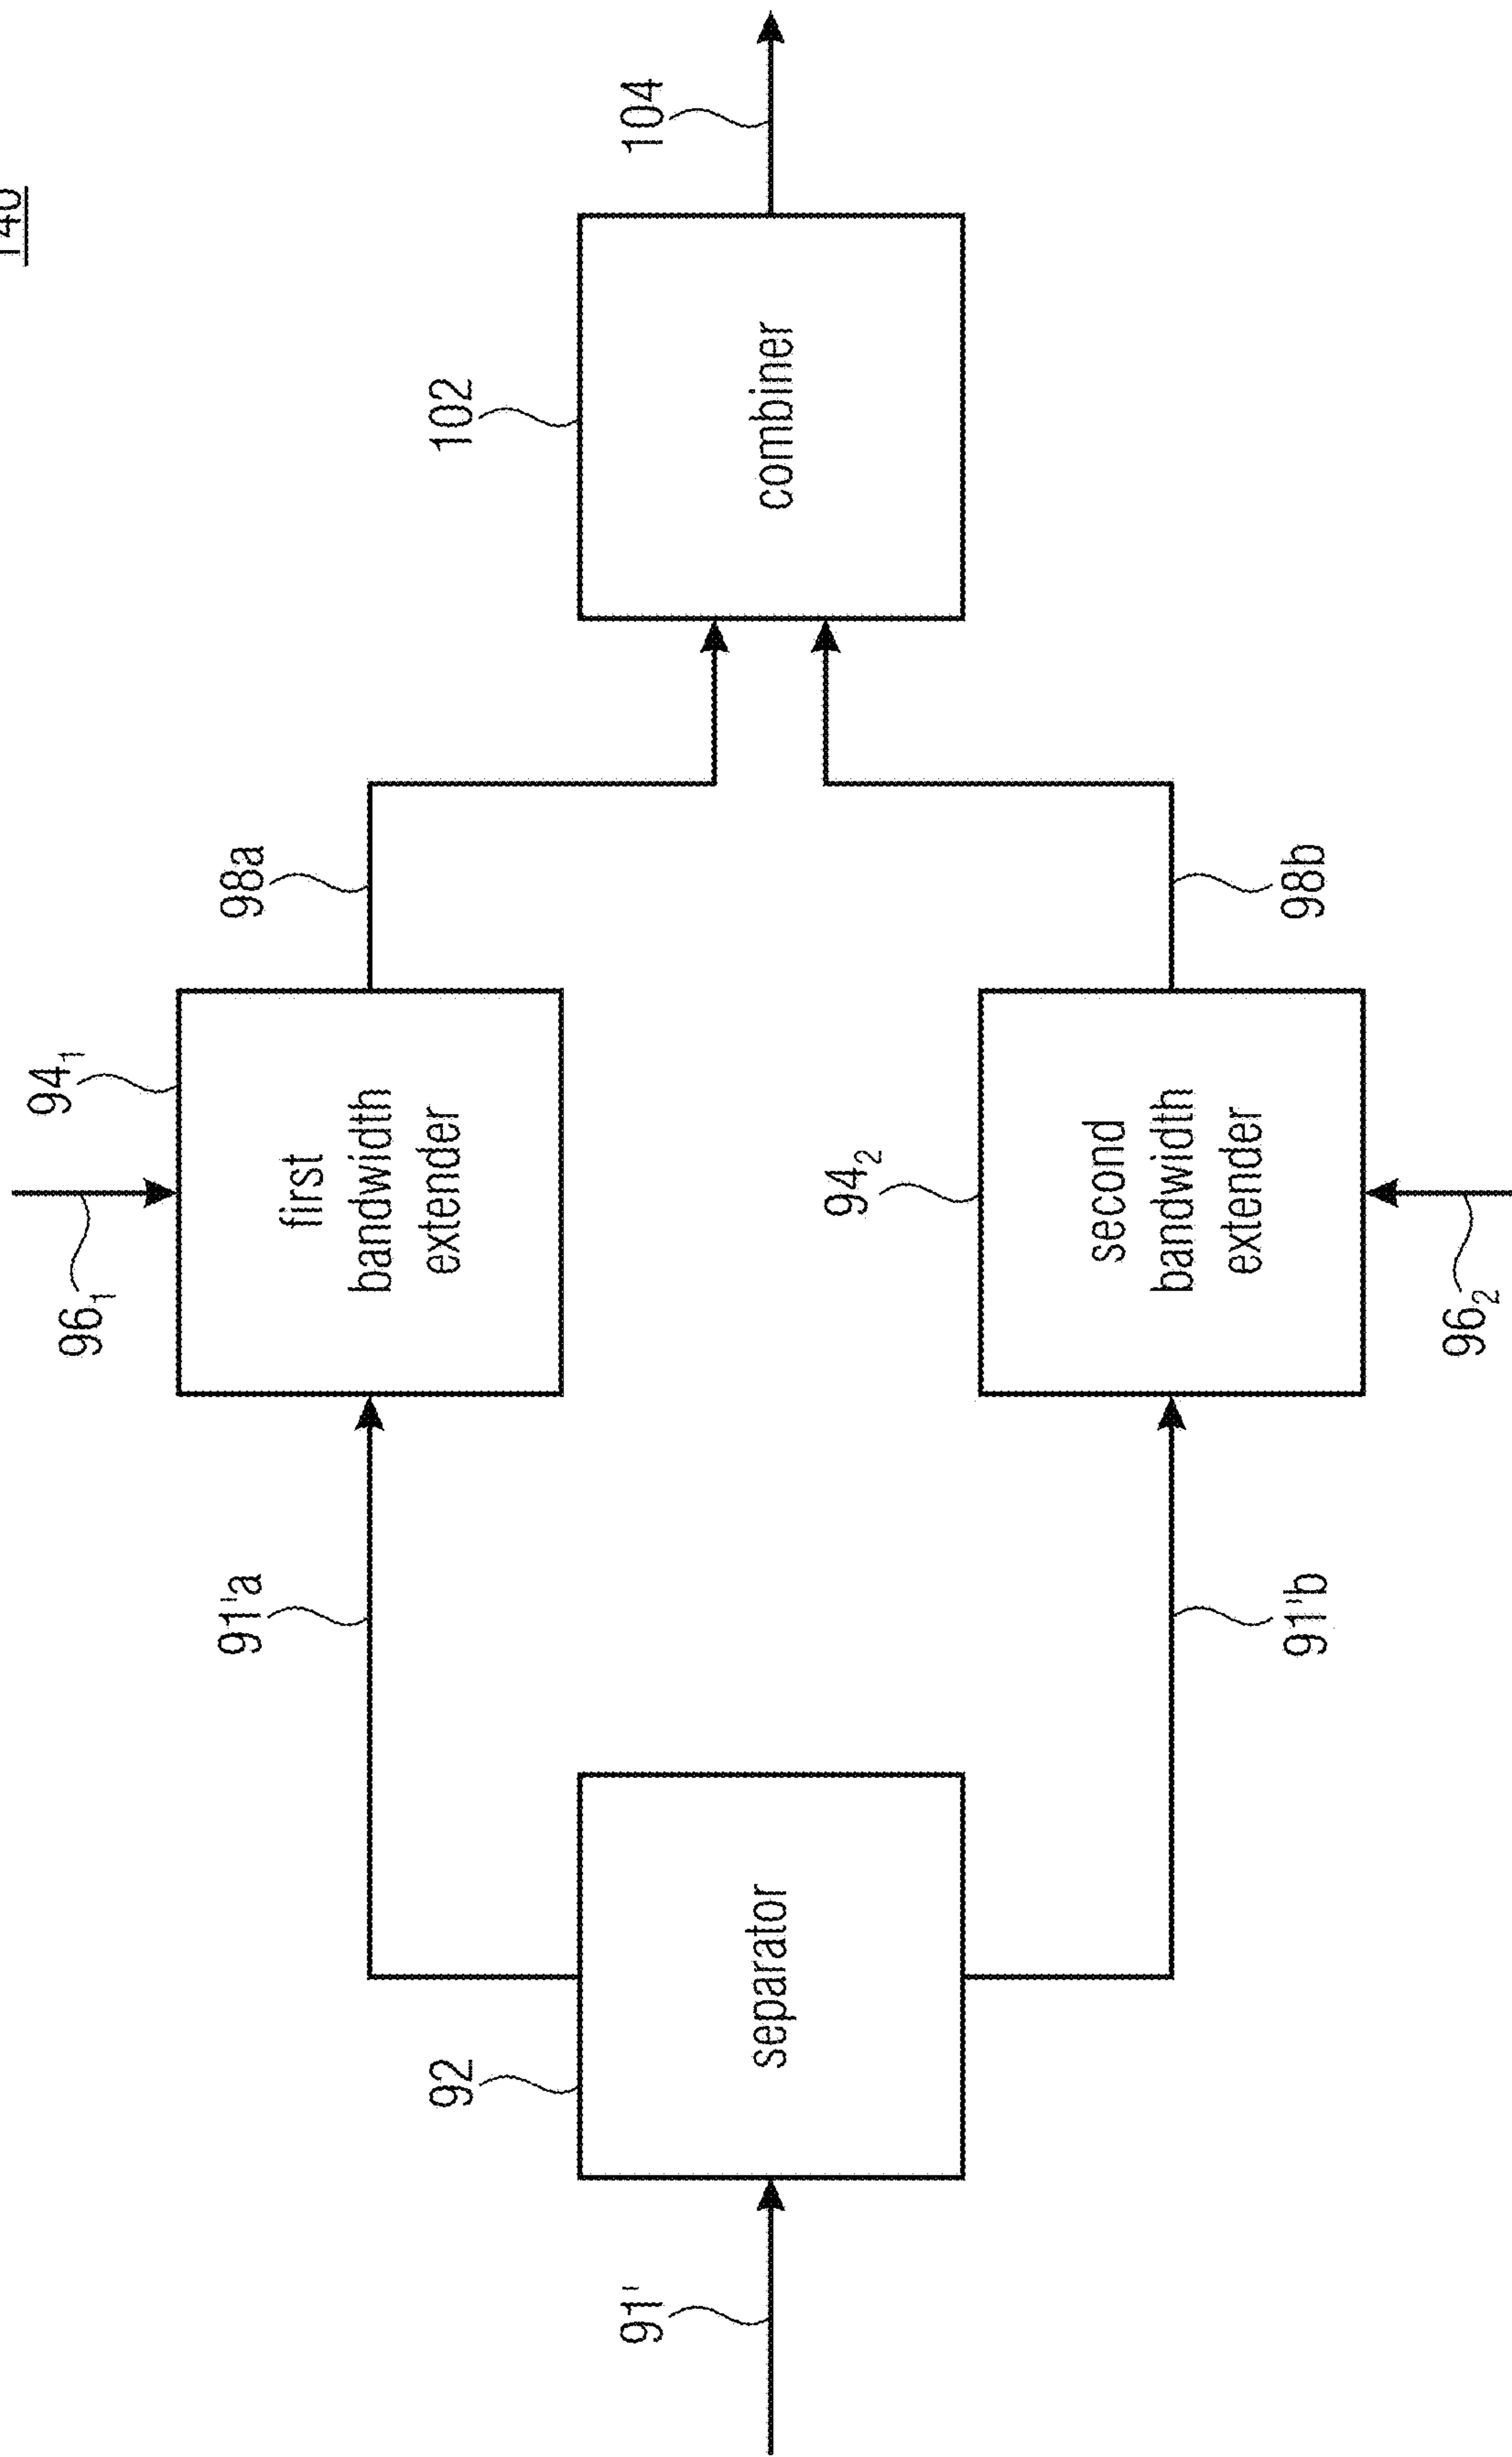 94₁
96₁
91'a
98a
first
bandwidth
extender
92
102
91'
104
separator
combiner
94₂
second
bandwidth
extender
91'b
98b
96₂